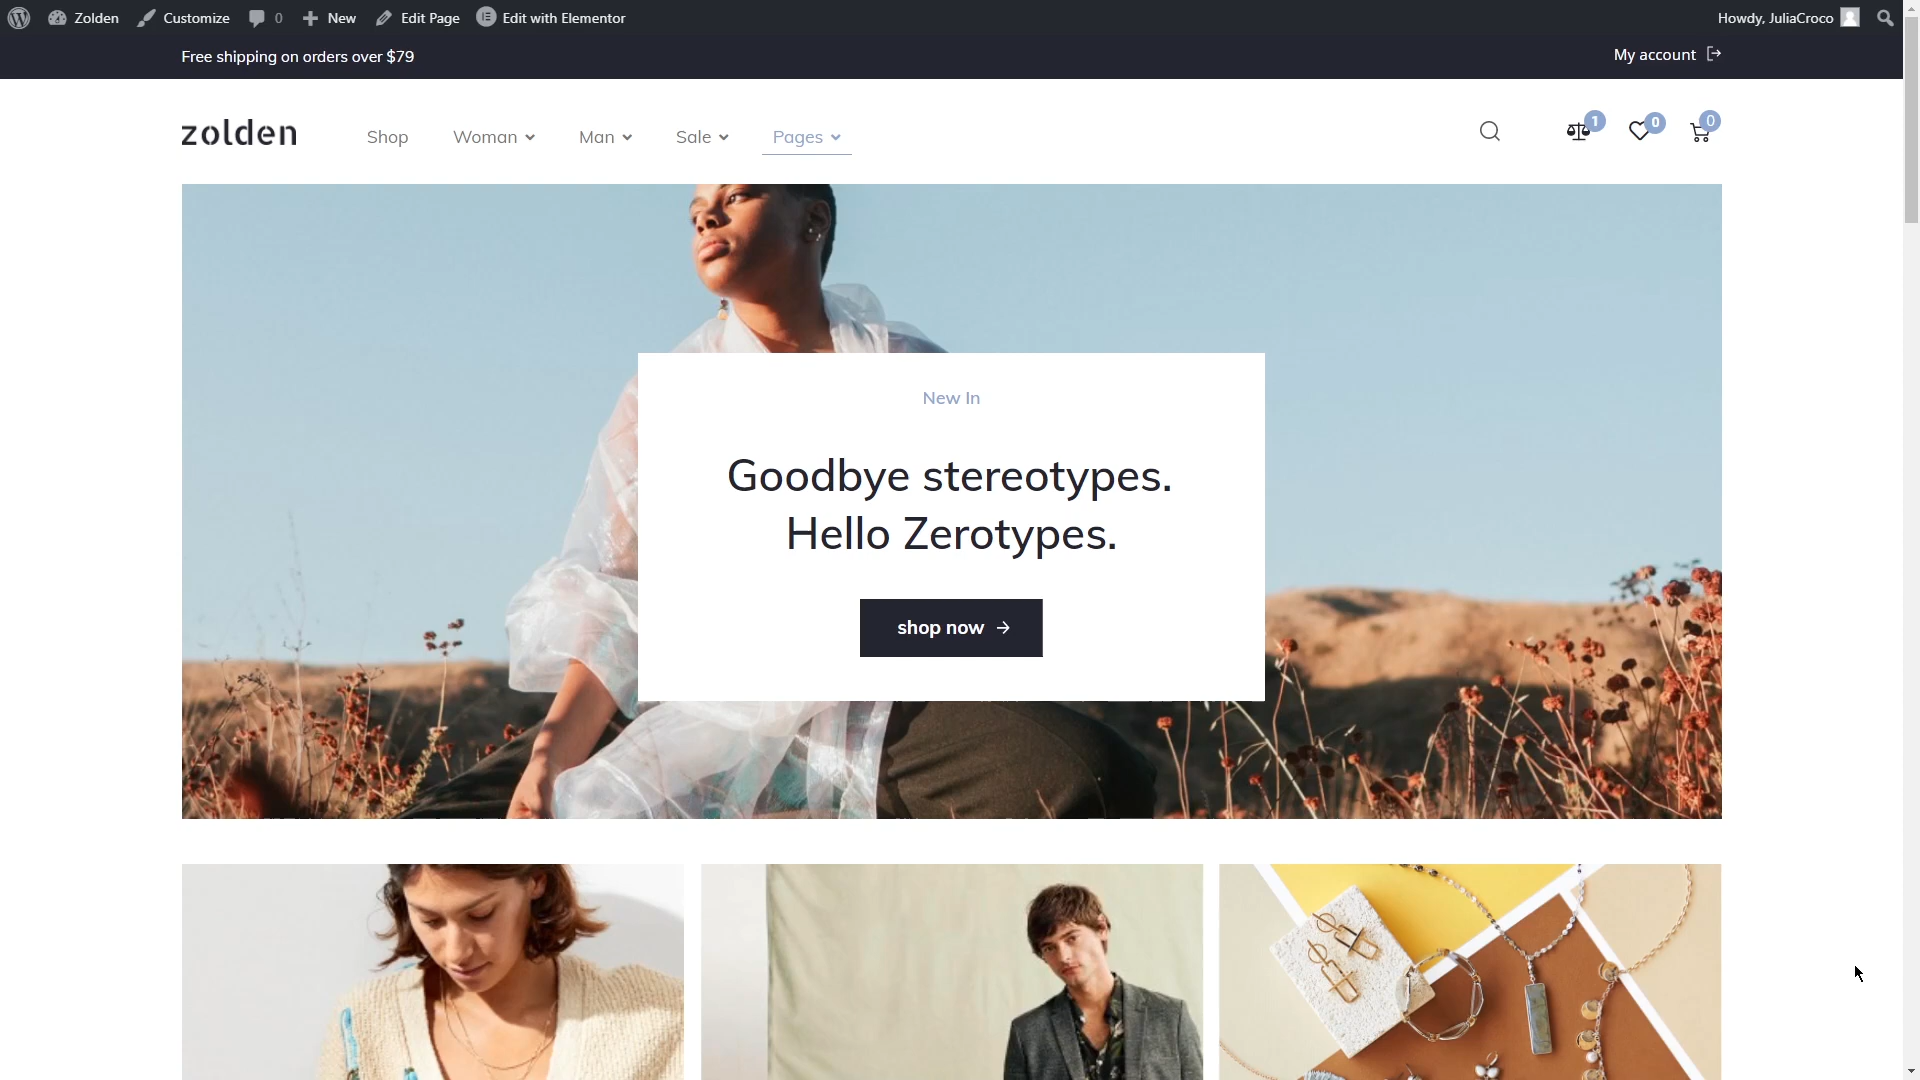 Zolden Customize 0 New Edit Page Edit with Elementor Howdy, JuliaCroco
Free shipping on orders over $79 My account
zolden Shop Woman Man Sale Pages 1 0 0
New In
Goodbye stereotypes.
Hello Zerotypes.
shop now